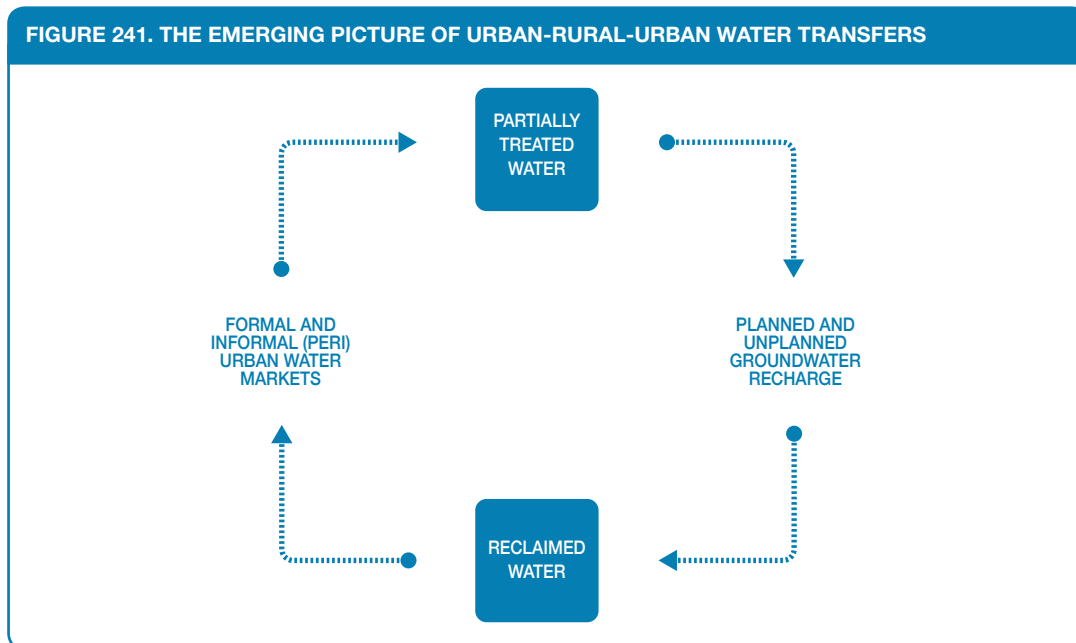 FIGURE 241. THE EMERGING PICTURE OF URBAN-RURAL-URBAN WATER TRANSFERS
PARTIALLY
TREATED
WATER
FORMAL AND
INFORMAL (PERI)
URBAN WATER
MARKETS
PLANNED AND
UNPLANNED
GROUNDWATER
RECHARGE
RECLAIMED
WATER